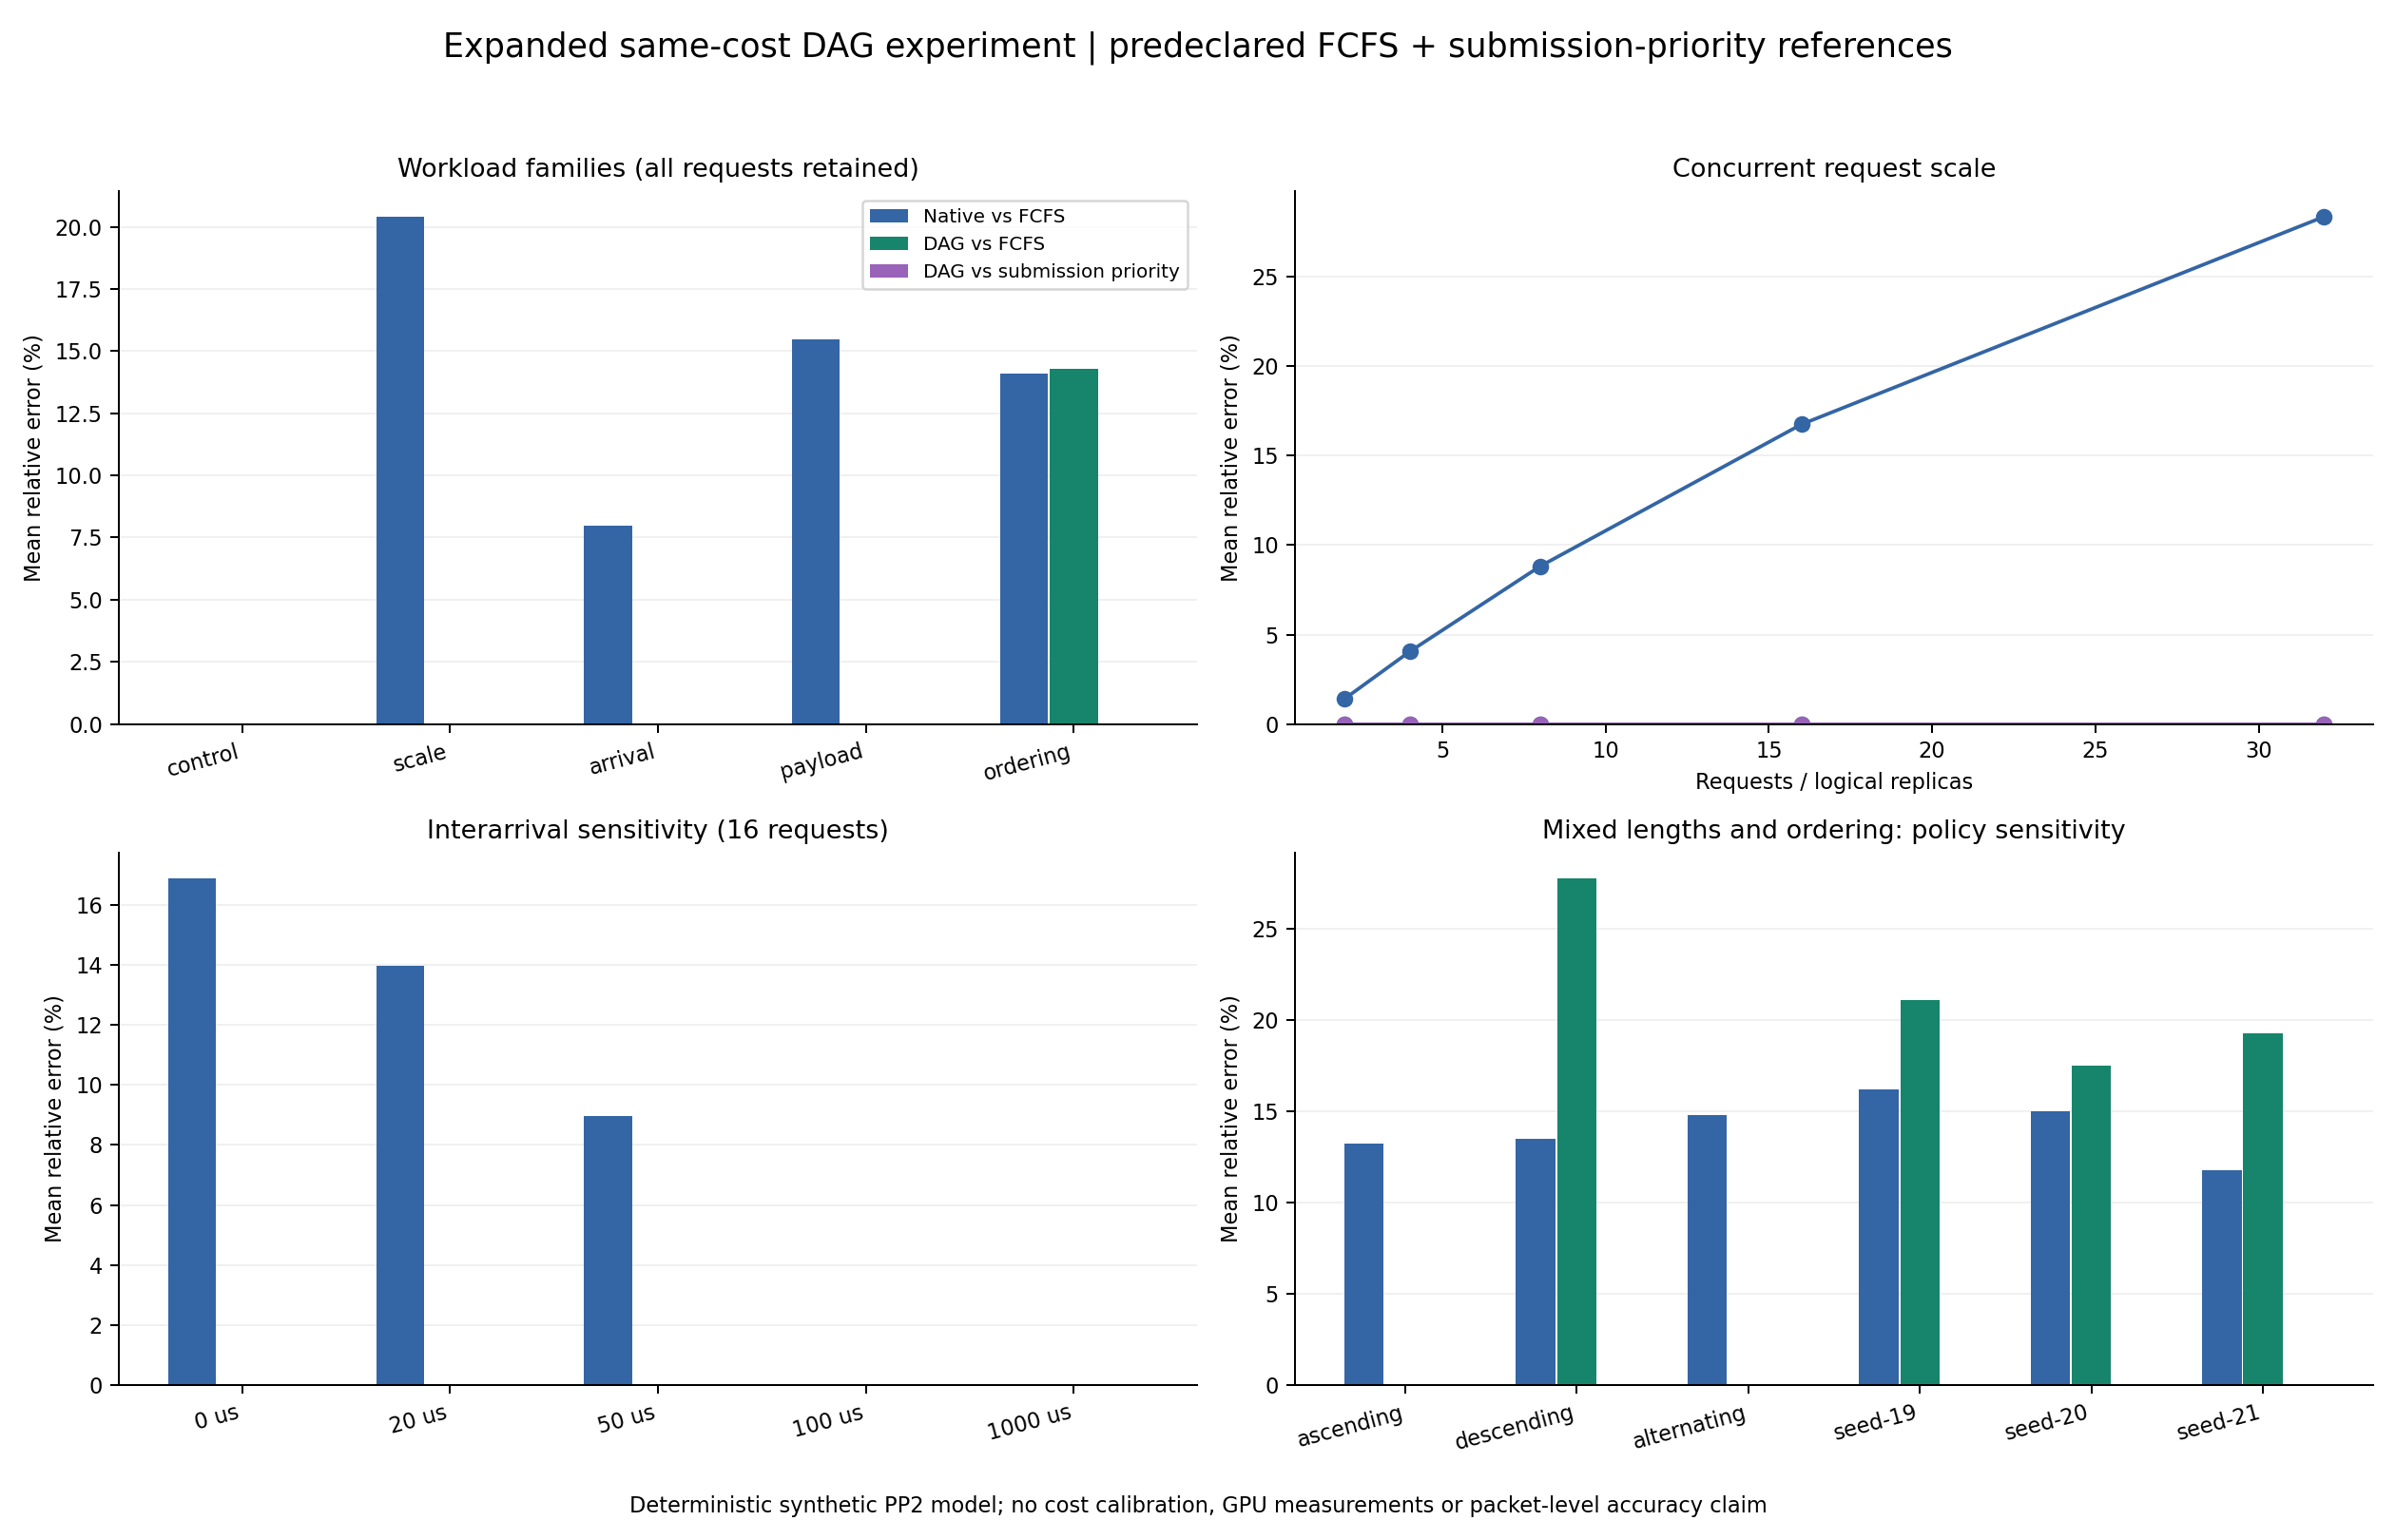 Expanded same-cost DAG experiment | predeclared FCFS + submission-priority references
Workload families (all requests retained)
Mean relative error (%)
20.0
17.5
15.0
12.5
10.0
7.5
5.0
2.5
0.0
Native vs FCFS
DAG vs FCFS
DAG vs submission priority
control
scale
arrival
payload
ordering
Concurrent request scale
Mean relative error (%)
25
20
15
10
5
0
5
10
15
20
25
30
Requests / logical replicas
Interarrival sensitivity (16 requests)
Mean relative error (%)
16
14
12
10
8
6
4
2
0
0 us
20 us
50 us
100 us
1000 us
Mixed lengths and ordering: policy sensitivity
Mean relative error (%)
25
20
15
10
5
0
ascending
descending
alternating
seed-19
seed-20
seed-21
Deterministic synthetic PP2 model; no cost calibration, GPU measurements or packet-level accuracy claim